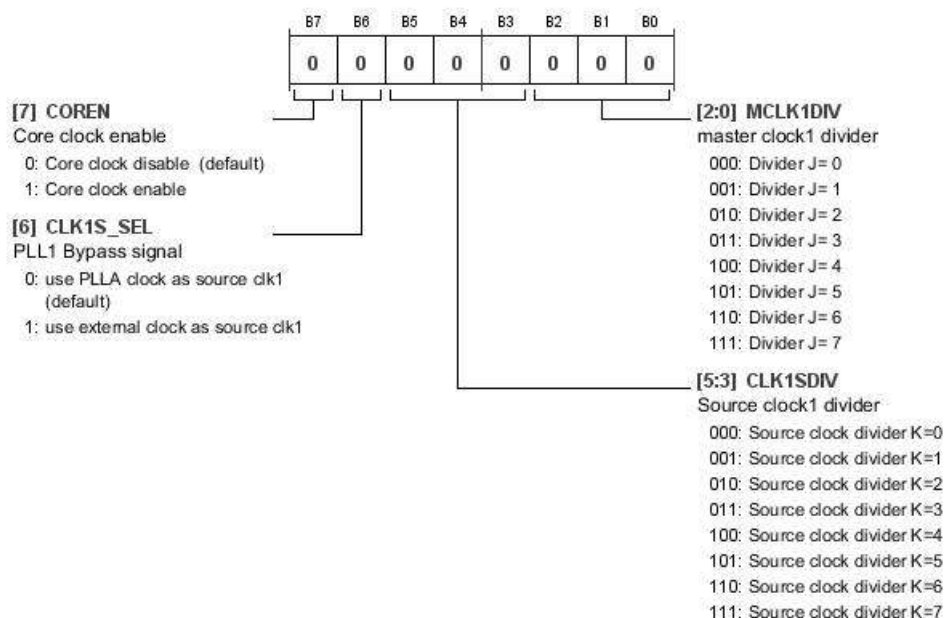 B7 B6 B5 B4 B3 B2 B1 B0
0 0 0 0 0 0 0 0
[7] COREN
Core clock enable
0: Core clock disable (default)
1: Core clock enable
[6] CLK1S_SEL
PLL1 Bypass signal
0: use PLLA clock as source clk1
(default)
1: use external clock as source clk1
[2:0] MCLK1DIV
master clock1 divider
000: Divider J= 0
001: Divider J= 1
010: Divider J= 2
011: Divider J= 3
100: Divider J= 4
101: Divider J= 5
110: Divider J= 6
111: Divider J= 7
[5:3] CLK1SDIV
Source clock1 divider
000: Source clock divider K=0
001: Source clock divider K=1
010: Source clock divider K=2
011: Source clock divider K=3
100: Source clock divider K=4
101: Source clock divider K=5
110: Source clock divider K=6
111: Source clock divider K=7